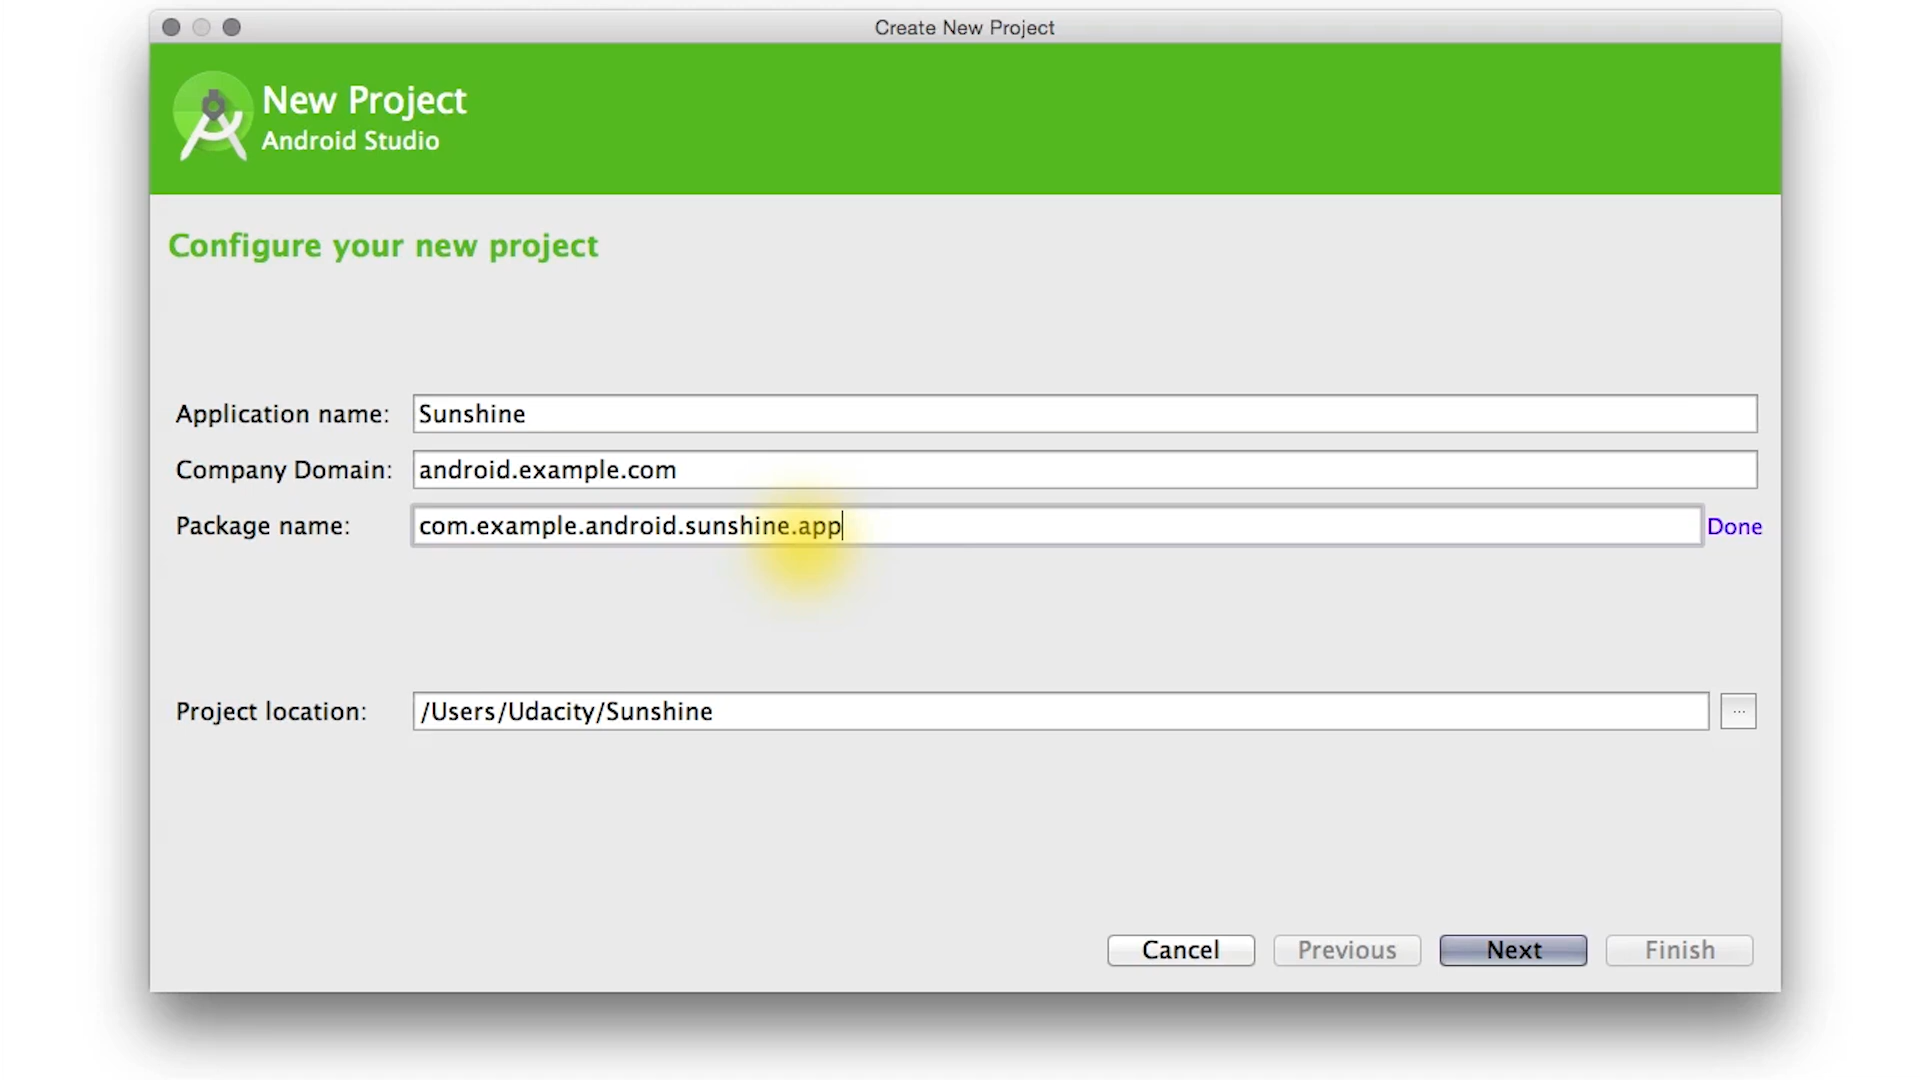 Create New Project
New Project
Android Studio
Configure your new project
Application name: Sunshine
Company Domain: android.example.com
Package name: com.example.android.sunshine.app Done
Project location: /Users/Udacity/Sunshine ...
Cancel Previous Next Finish